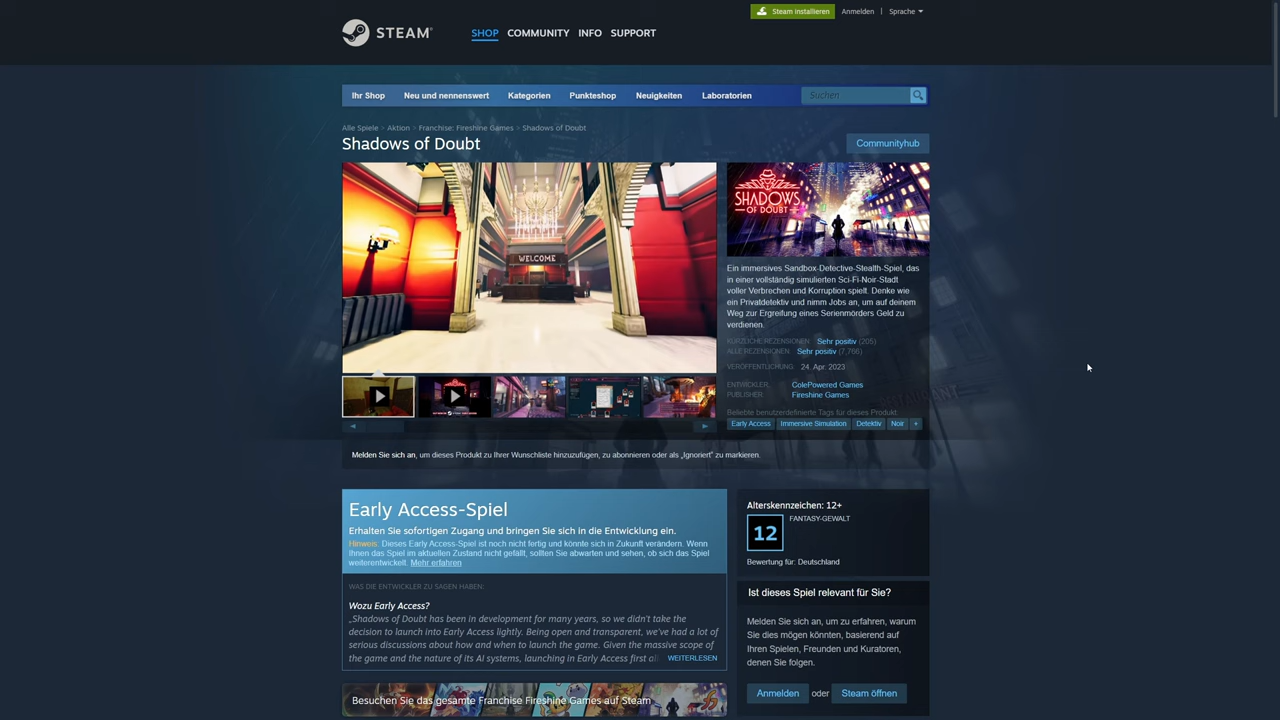 Steam installieren
Anmelden | Sprache
STEAM®
SHOP COMMUNITY INFO SUPPORT
Ihr Shop Neu und nennenswert Kategorien Punkteshop Neuigkeiten Laboratorien Suchen
Alle Spiele > Aktion > Franchise: Fireshine Games > Shadows of Doubt
Shadows of Doubt
Communityhub
WELCOME
SHADOWS
OF DOUBT
Ein immersives Sandbox-Detective-Stealth-Spiel, das
in einer vollständig simulierten Sci-Fi-Noir-Stadt
voller Verbrechen und Korruption spielt. Denke wie
ein Privatdetektiv und nimm Jobs an, um auf deinem
Weg zur Ergreifung eines Serienmörders Geld zu
verdienen.
KÜRZLICHE REZENSIONEN: Sehr positiv (205)
ALLE REZENSIONEN: Sehr positiv (7,766)
VERÖFFENTLICHUNG: 24. Apr. 2023
ENTWICKLER: ColePowered Games
PUBLISHER: Fireshine Games
Beliebte benutzerdefinierte Tags für dieses Produkt:
Early Access Immersive Simulation Detektiv Noir +
Melden Sie sich an, um dieses Produkt zu Ihrer Wunschliste hinzuzufügen, zu abonnieren oder als „Ignoriert" zu markieren.
Early Access-Spiel
Erhalten Sie sofortigen Zugang und bringen Sie sich in die Entwicklung ein.
Hinweis: Dieses Early Access-Spiel ist noch nicht fertig und könnte sich in Zukunft verändern. Wenn
Ihnen das Spiel im aktuellen Zustand nicht gefällt, sollten Sie abwarten und sehen, ob sich das Spiel
weiterentwickelt. Mehr erfahren
WAS DIE ENTWICKLER ZU SAGEN HABEN:
Wozu Early Access?
„Shadows of Doubt has been in development for many years, so we didn't take the
decision to launch into Early Access lightly. Being open and transparent, we've had a lot of
serious discussions about how and when to launch the game. Given the massive scope of
the game and the nature of its AI systems, launching in Early Access first
WEITERLESEN
Besuchen Sie das gesamte Franchise Fireshine Games auf Steam
Alterskennzeichen: 12+
12
FANTASY-GEWALT
Bewertung für: Deutschland
Ist dieses Spiel relevant für Sie?
Melden Sie sich an, um zu erfahren, warum
Sie dies mögen könnten, basierend auf
Ihren Spielen, Freunden und Kuratoren,
denen Sie folgen.
Anmelden oder Steam öffnen